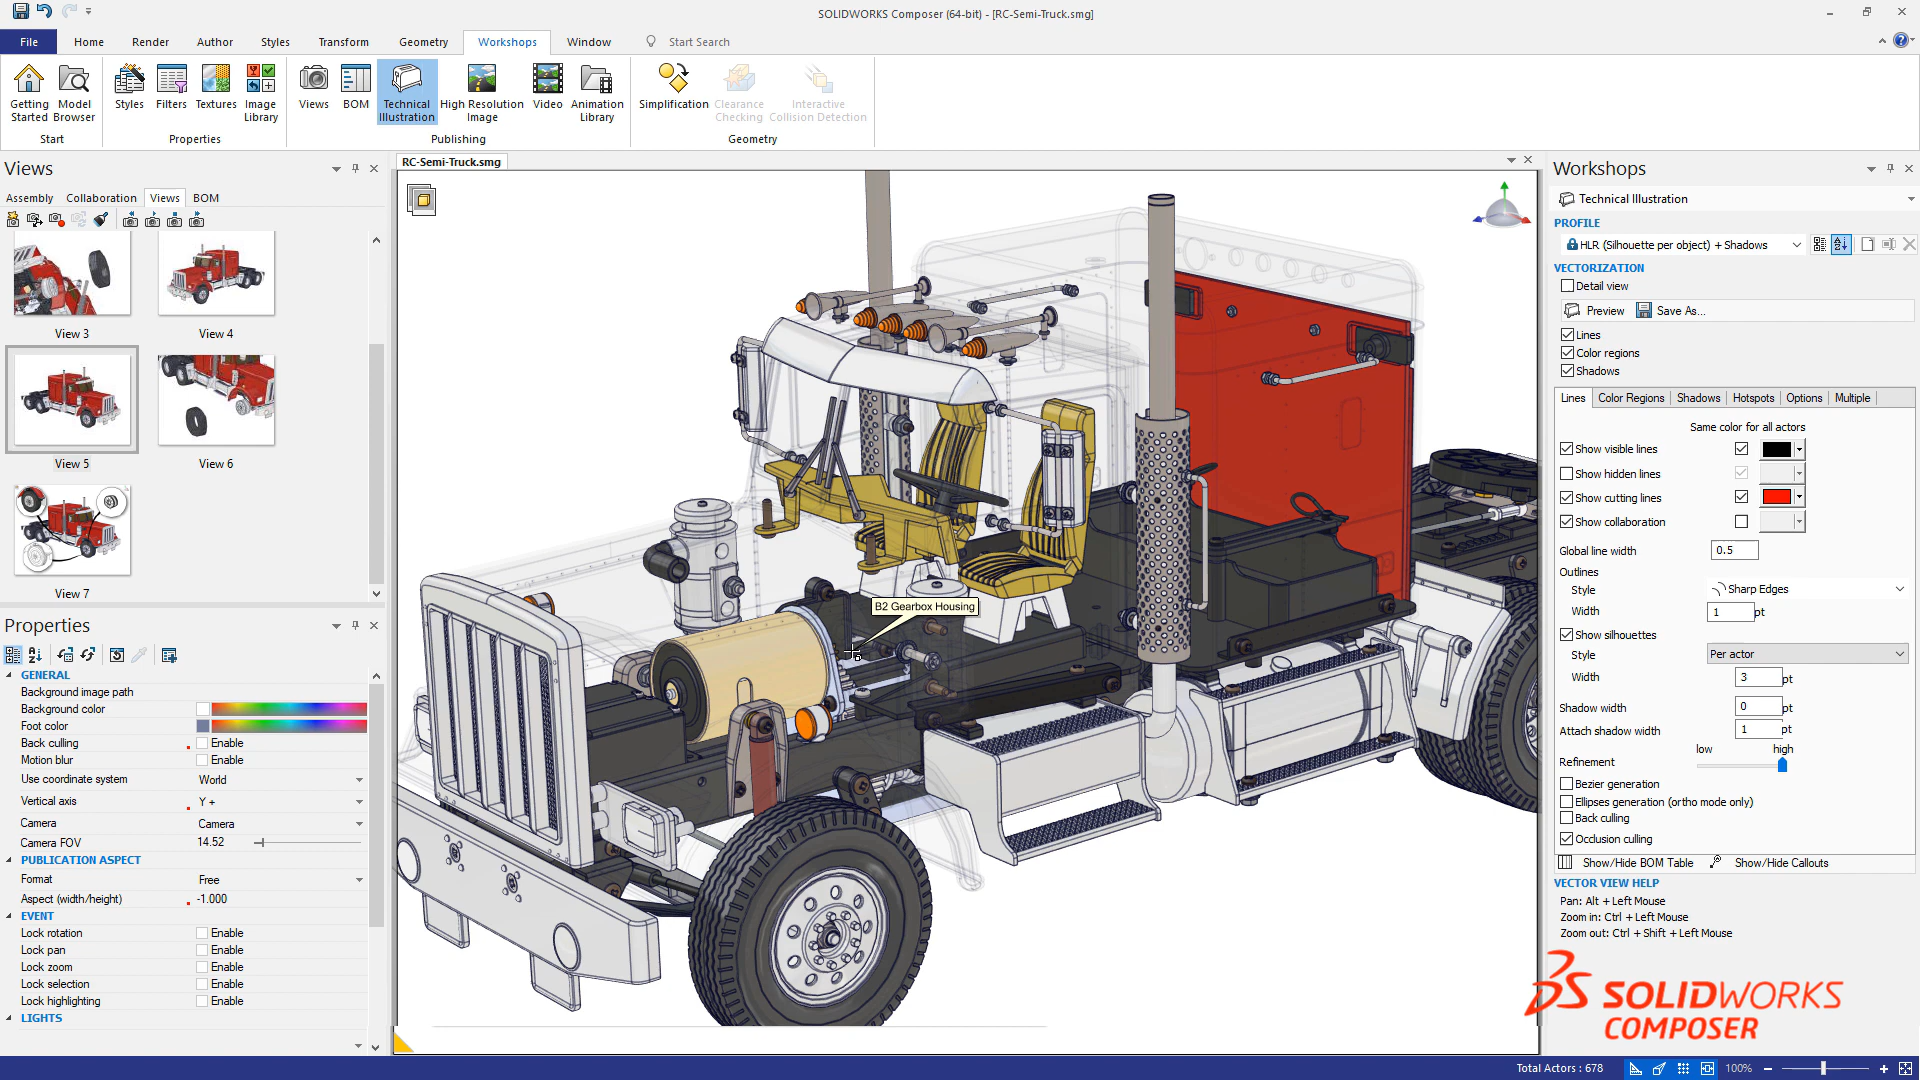 SOLIDWORKS Composer (64-bit) - [RC-Semi-Truck.smg]
File Home Render Author Styles Transform Geometry Workshops Window Start Search
Getting Started
Model Browser
Styles
Filters
Textures
Image Library
Views
BOM
Technical Illustration
High Resolution Image
Video
Animation Library
Simplification
Clearance Checking
Interactive Collision Detection
Start
Properties
Publishing
Geometry
Views
Assembly Collaboration Views BOM
View 3
View 4
View 5
View 6
View 7
Properties
GENERAL
Background image path
Background color
Foot color
Back culling Enable
Motion blur Enable
Use coordinate system World
Vertical axis Y +
Camera Camera
Camera FOV 14.52
PUBLICATION ASPECT
Format Free
Aspect (width/height) -1.000
EVENT
Lock rotation Enable
Lock pan Enable
Lock zoom Enable
Lock selection Enable
Lock highlighting Enable
LIGHTS
RC-Semi-Truck.smg
B2 Gearbox Housing
Workshops
Technical Illustration
PROFILE
HLR (Silhouette per object) + Shadows
VECTORIZATION
Detail view
Preview Save As...
Lines
Color regions
Shadows
Lines Color Regions Shadows Hotspots Options Multiple
Same color for all actors
Show visible lines
Show hidden lines
Show cutting lines
Show collaboration
Global line width 0.5
Outlines
Style Sharp Edges
Width 1 pt
Show silhouettes
Style Per actor
Width 3 pt
Shadow width 0 pt
Attach shadow width 1 pt
low high
Refinement
Bezier generation
Ellipses generation (ortho mode only)
Back culling
Occlusion culling
Show/Hide BOM Table Show/Hide Callouts
VECTOR VIEW HELP
Pan: Alt + Left Mouse
Zoom in: Ctrl + Left Mouse
Zoom out: Ctrl + Shift + Left Mouse
SOLIDWORKS
COMPOSER
Total Actors : 678
100%